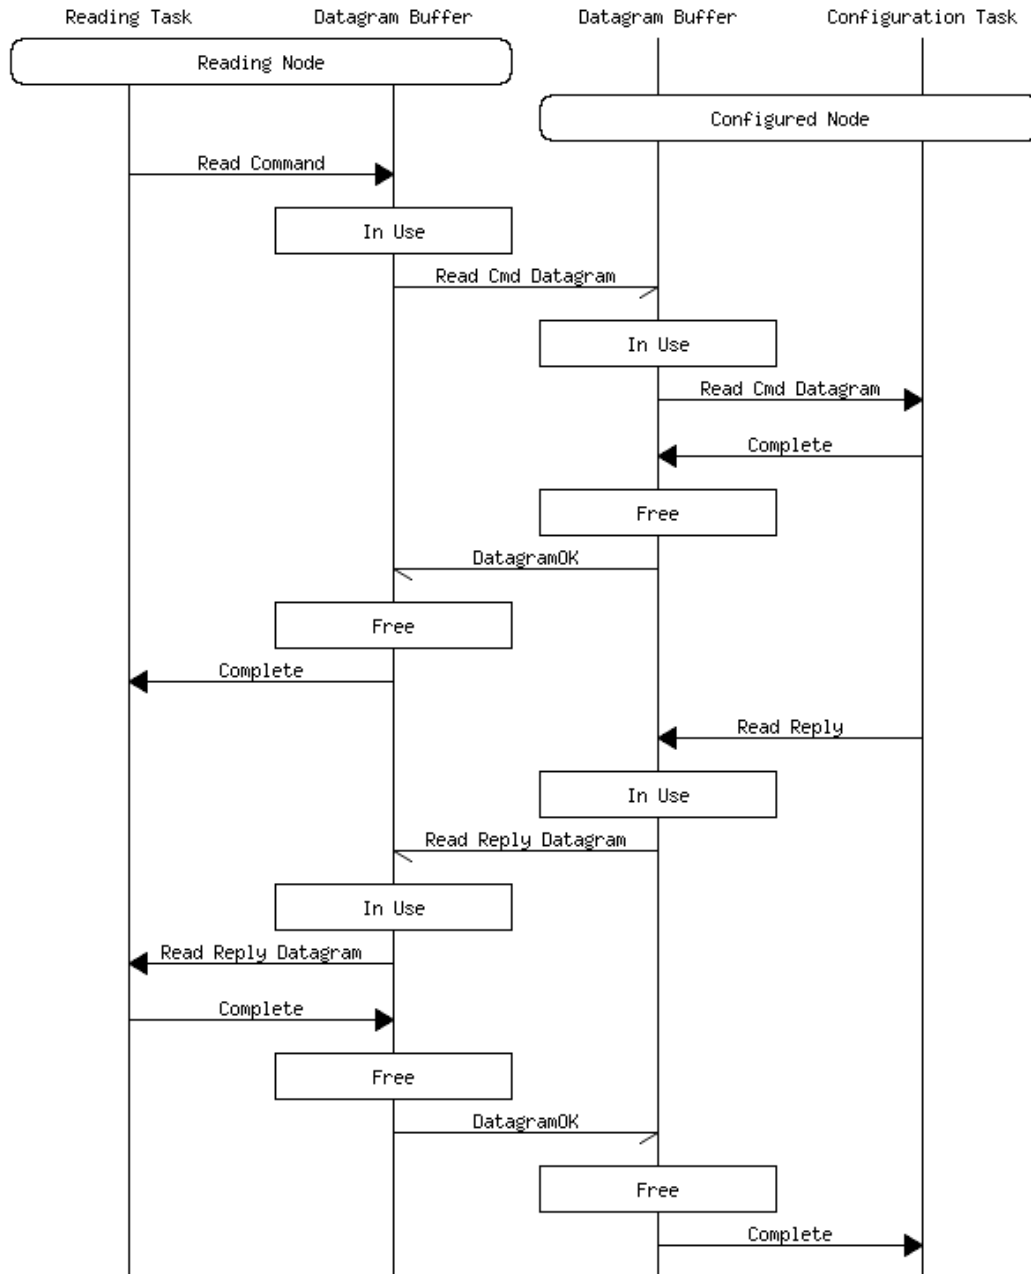 Reading Task
Datagram Buffer
Datagram Buffer
Configuration Task
Reading Node
Configured Node
Read Command
In Use
Read Cmd Datagram
In Use
Read Cmd Datagram
Complete
Free
DatagramOK
Free
Complete
Read Reply
In Use
Read Reply Datagram
In Use
Read Reply Datagram
Complete
Free
DatagramOK
Free
Complete